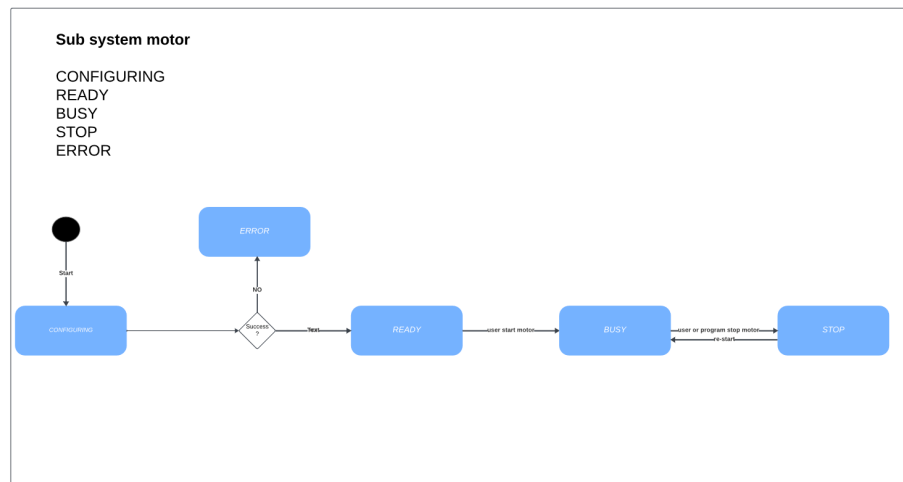 Sub system motor
CONFIGURING
READY
BUSY
STOP
ERROR
ERROR
Start
NO
CONFIGURING
Success
?
Text
READY
user start motor
BUSY
user or program stop motor
re-start
STOP